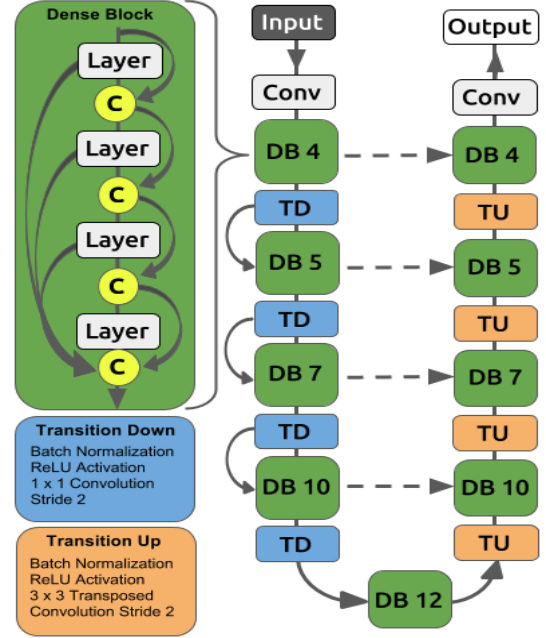 Dense Block
Layer
C
Layer
C
Layer
C
Layer
C
Transition Down
Batch Normalization
ReLU Activation
1 x 1 Convolution
Stride 2
Transition Up
Batch Normalization
ReLU Activation
3 x 3 Transposed
Convolution Stride 2
Input
Conv
DB 4
TD
DB 5
TD
DB 7
TD
DB 10
TD
DB 12
Output
Conv
DB 4
TU
DB 5
TU
DB 7
TU
DB 10
TU